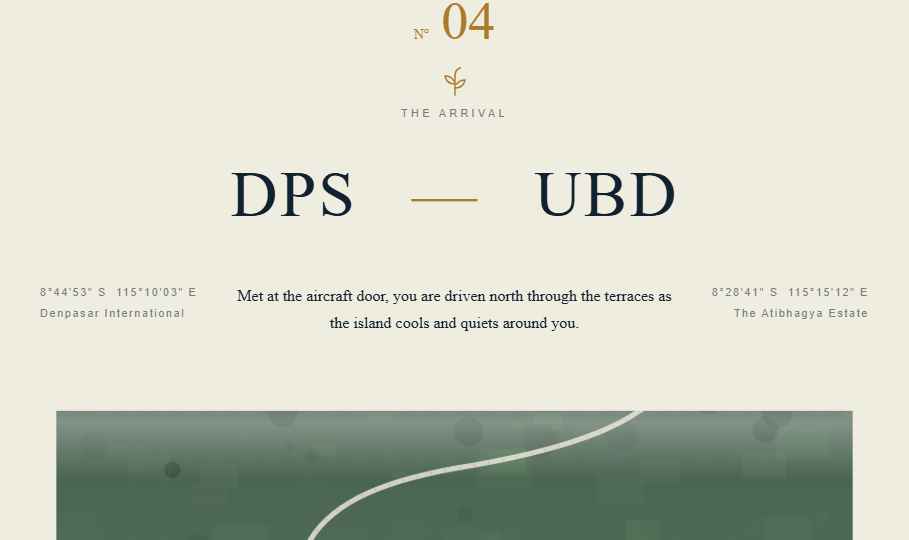 N° 04
THE ARRIVAL
DPS — UBD
8°44'53" S 115°10'03" E
Denpasar International
Met at the aircraft door, you are driven north through the terraces as
the island cools and quiets around you.
8°28'41" S 115°15'12" E
The Atibhagya Estate